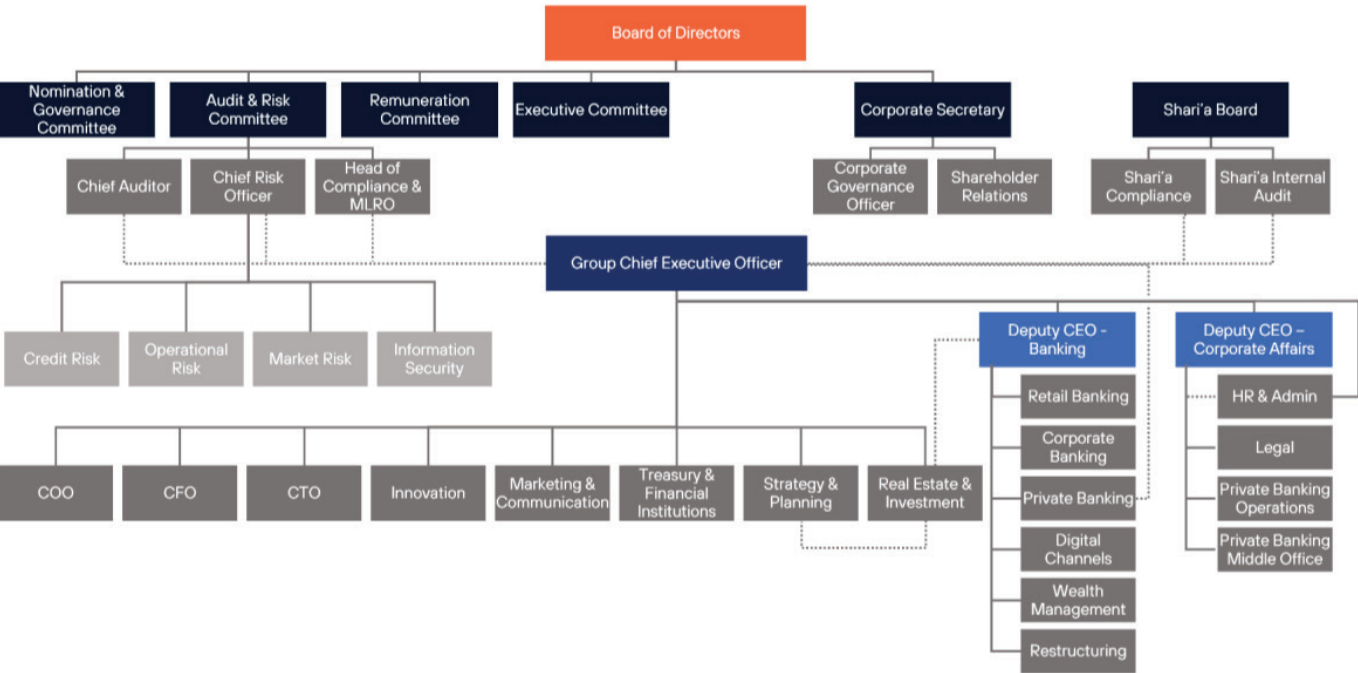 Board of Directors
Nomination &
Governance
Committee
Audit & Risk
Committee
Remuneration
Committee
Executive Committee
Corporate Secretary
Shari'a Board
Chief Auditor
Chief Risk
Officer
Head of
Compliance &
MLRO
Corporate
Governance
Officer
Shareholder
Relations
Shari'a
Compliance
Shari'a Internal
Audit
Group Chief Executive Officer
Credit Risk
Operational
Risk
Market Risk
Information
Security
Deputy CEO -
Banking
Deputy CEO –
Corporate Affairs
Retail Banking
Corporate
Banking
Private Banking
Digital
Channels
Wealth
Management
Restructuring
HR & Admin
Legal
Private Banking
Operations
Private Banking
Middle Office
COO
CFO
CTO
Innovation
Marketing &
Communication
Treasury &
Financial
Institutions
Strategy &
Planning
Real Estate &
Investment